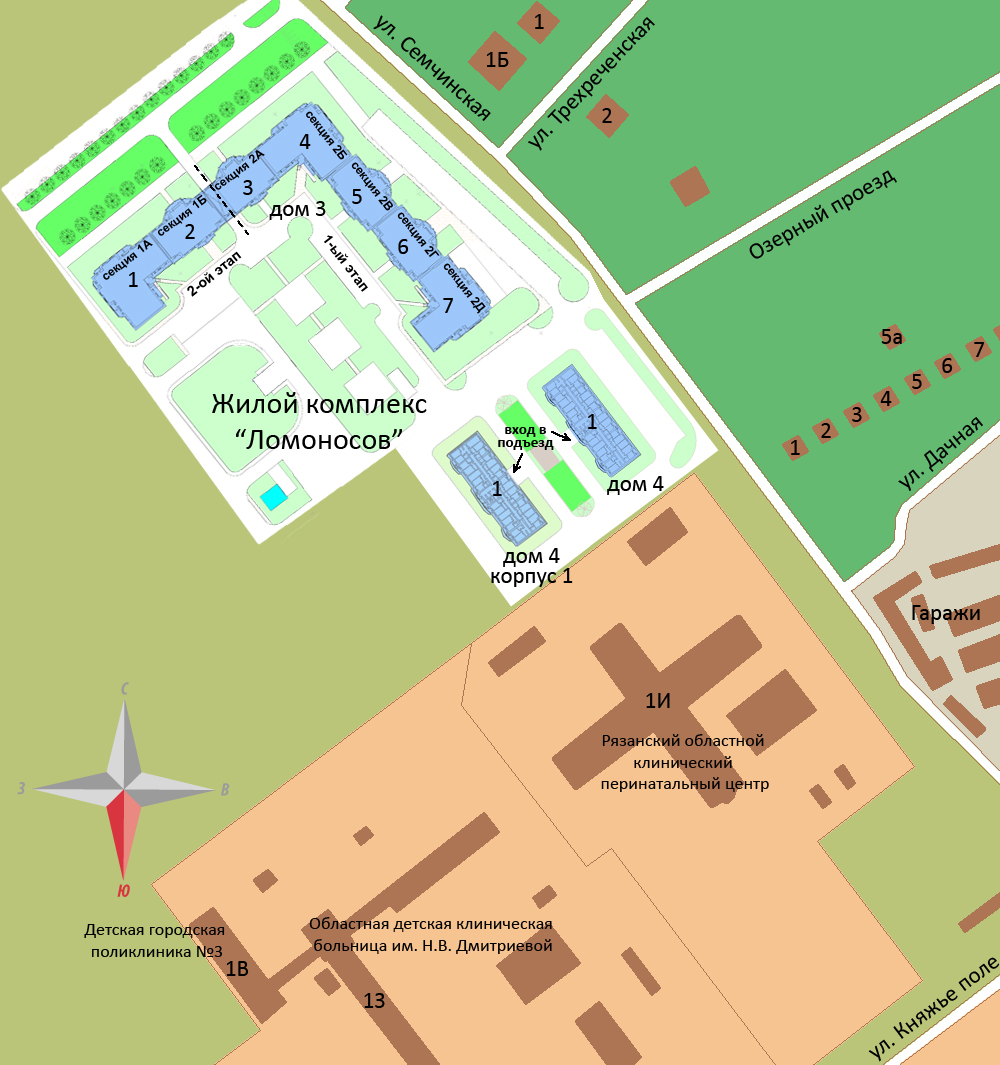 ул. Семчинская
1
1Б
ул. Трехреченская
2
Озерный проезд
секция 1А
1
секция 1Б
2
секция 2А
3
4
секция 2Б
5
секция 2В
6
секция 2Г
7
секция 2Д
дом 3
2-ой этап
1-ый этап
5а
1
2
3
4
5
6
7
ул. Дачная
Жилой комплекс
“Ломоносов”
вход в
подъезд
1
дом 4
1
дом 4
корпус 1
Гаражи
1И
Рязанский областной
клинический
перинатальный центр
С
З
В
Ю
Детская городская
поликлиника №3
1В
Областная детская клиническая
больница им. Н.В. Дмитриевой
13
ул. Княжье поле